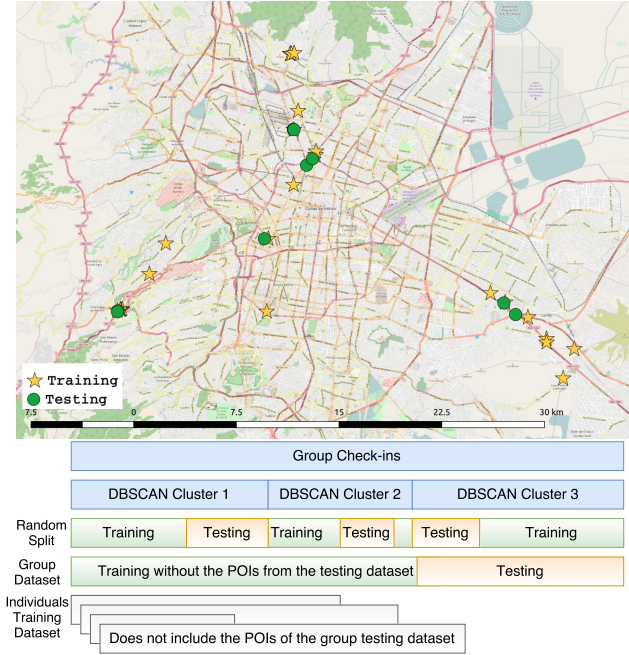 Training
Testing
7.5 0 7.5 15 22.5 30 km
Group Check-ins
DBSCAN Cluster 1 DBSCAN Cluster 2 DBSCAN Cluster 3
Random Split
Training Testing Training Testing Testing Training
Group Dataset
Training without the POIs from the testing dataset Testing
Individuals Training Dataset
Does not include the POIs of the group testing dataset